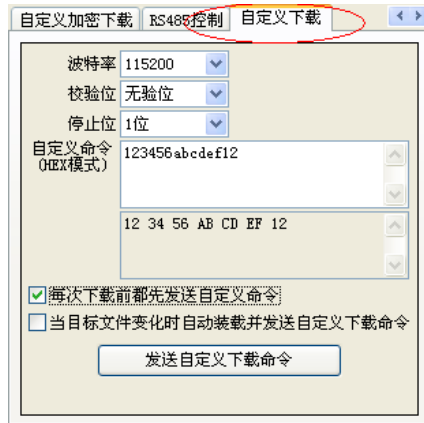 自定义加密下载 RS485控制 自定义下载
波特率 115200
校验位 无验位
停止位 1位
自定义命令 123456abcdef12
(HEX模式)
12 34 56 AB CD EF 12
每次下载前都先发送自定义命令
当目标文件变化时自动装载并发送自定义下载命令
发送自定义下载命令